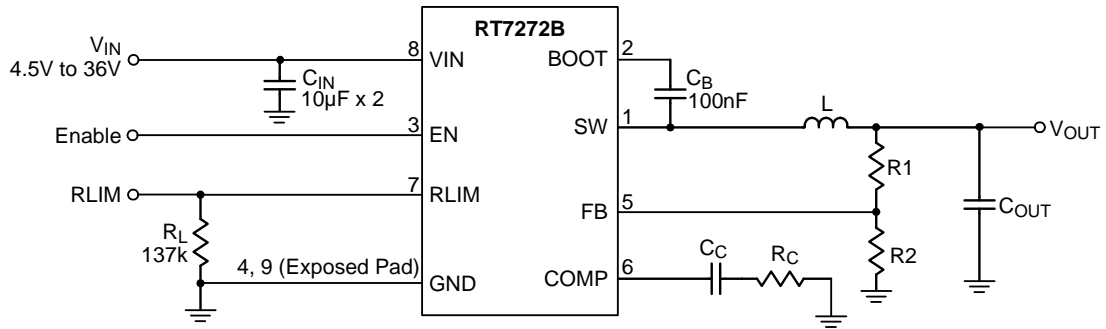 RT7272B
VIN
4.5V to 36V
CIN
10μF x 2
8
VIN
BOOT
2
CB
100nF
Enable
3
EN
SW
1
L
VOUT
R1
RLIM
7
RLIM
FB
5
COUT
RL
137k
R2
4, 9 (Exposed Pad)
GND
COMP
6
CC
RC